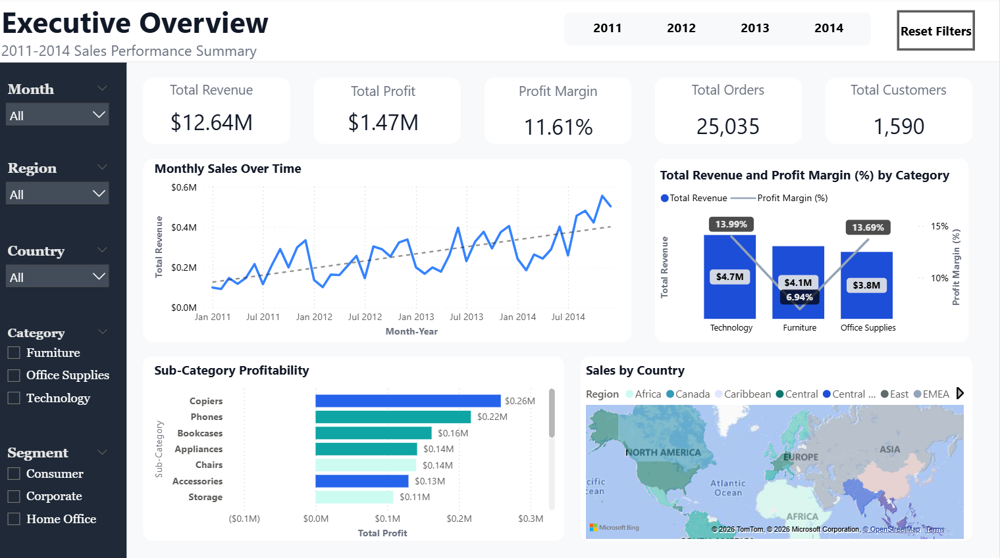 Executive Overview
2011-2014 Sales Performance Summary
2011 2012 2013 2014
Reset Filters
Month
All
Region
All
Country
All
Category
Furniture
Office Supplies
Technology
Segment
Consumer
Corporate
Home Office
Total Revenue
$12.64M
Total Profit
$1.47M
Profit Margin
11.61%
Total Orders
25,035
Total Customers
1,590
Monthly Sales Over Time
Total Revenue
$0.6M
$0.4M
$0.2M
$0.0M
Jan 2011 Jul 2011 Jan 2012 Jul 2012 Jan 2013 Jul 2013 Jan 2014 Jul 2014
Month-Year
Total Revenue and Profit Margin (%) by Category
Total Revenue Profit Margin (%)
Total Revenue
13.99%
13.69%
$4.7M
$4.1M
6.94%
$3.8M
15%
10%
Profit Margin (%)
Technology Furniture Office Supplies
Sub-Category Profitability
Sub-Category
Copiers $0.26M
Phones $0.22M
Bookcases $0.16M
Appliances $0.14M
Chairs $0.14M
Accessories $0.13M
Storage $0.11M
($0.1M) $0.0M $0.1M $0.2M $0.3M
Total Profit
Sales by Country
Region Africa Canada Caribbean Central Central ... East EMEA
NORTH AMERICA
EUROPE
ASIA
cific
ean
Atlantic
Ocean
AFRICA
SOUTH AMERICA
Microsoft Bing
© 2026 TomTom, © 2026 Microsoft Corporation, © OpenStreetMap Terms